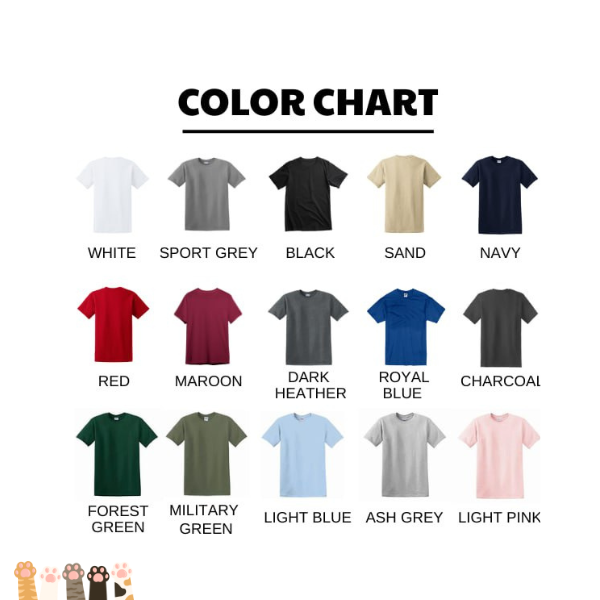 COLOR CHART
WHITE
SPORT GREY
BLACK
SAND
NAVY
RED
MAROON
DARK
HEATHER
ROYAL
BLUE
CHARCOAL
FOREST
GREEN
MILITARY
GREEN
LIGHT BLUE
ASH GREY
LIGHT PINK